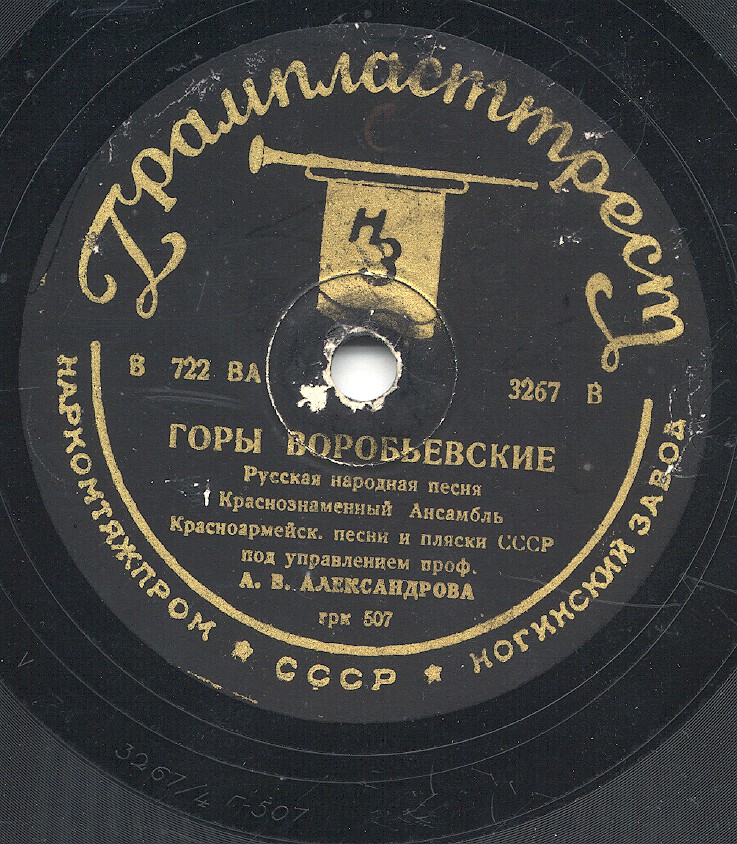 Грампласттрест
НЗ
В 722 ВА
3267 В
ГОРЫ ВОРОБЬЕВСКИЕ
Русская народная песня
Краснознаменный Ансамбль
Красноармейск. песни и пляски СССР
под управлением проф.
А. В. АЛЕКСАНДРОВА
грк 507
НАРКОМТЯЖПРОМ ★ СССР ★ НОГИНСКИЙ ЗАВОД
3267/4 Г-507
V